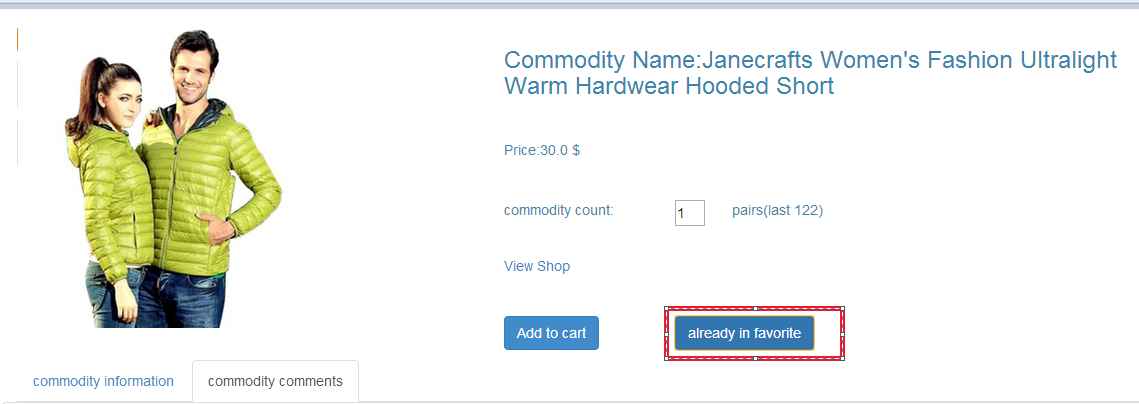 Commodity Name:Janecrafts Women's Fashion Ultralight
Warm Hardwear Hooded Short
Price:30.0 $
commodity count: 1 pairs(last 122)
View Shop
Add to cart already in favorite
commodity information commodity comments